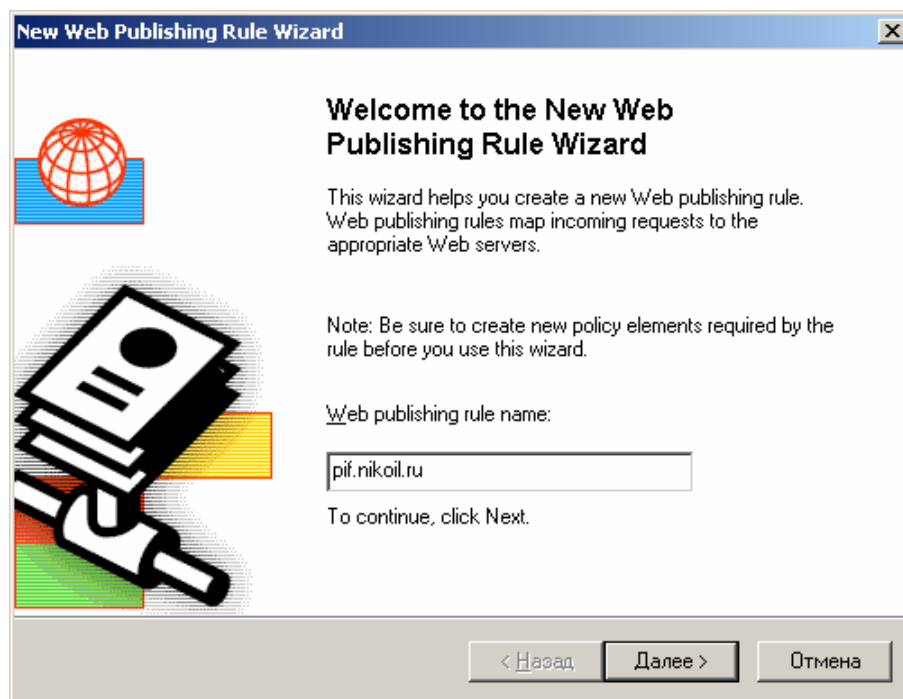 New Web Publishing Rule Wizard
Welcome to the New Web
Publishing Rule Wizard
This wizard helps you create a new Web publishing rule.
Web publishing rules map incoming requests to the
appropriate Web servers.
Note: Be sure to create new policy elements required by the
rule before you use this wizard.
Web publishing rule name:
pif.nikoil.ru
To continue, click Next.
< Назад
Далее >
Отмена